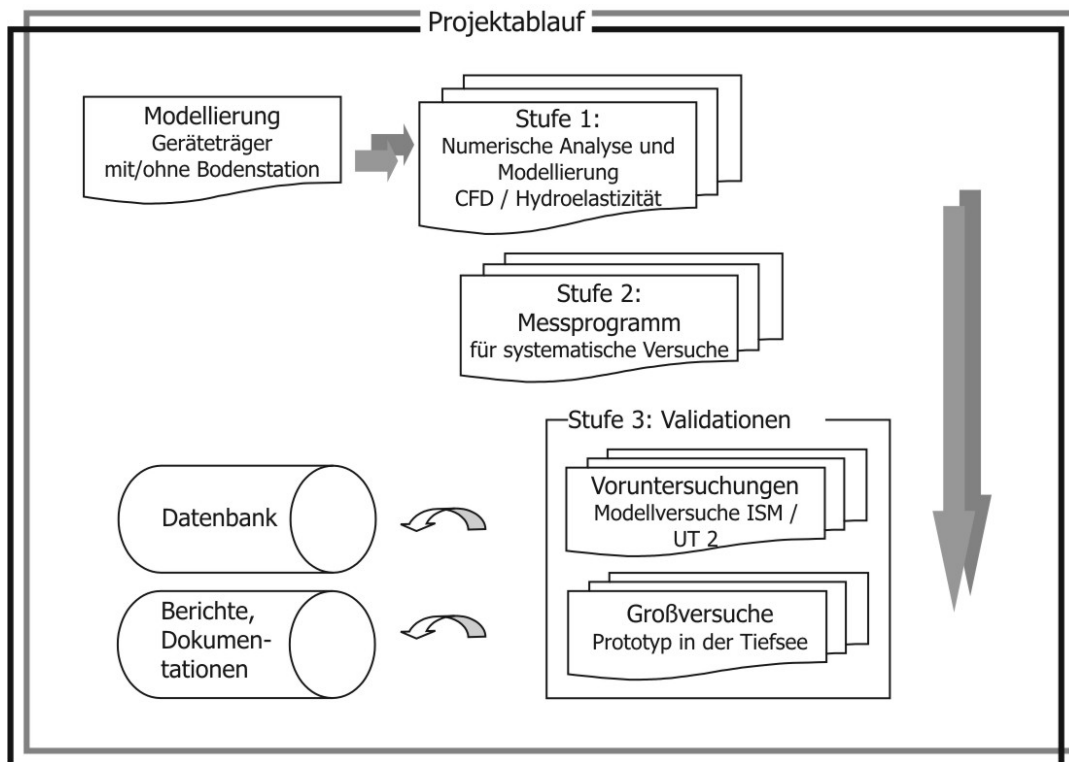 Projektablauf
Modellierung
Geräteträger
mit/ohne Bodenstation
Stufe 1:
Numerische Analyse und
Modellierung
CFD / Hydroelastizität
Stufe 2:
Messprogramm
für systematische Versuche
Stufe 3: Validationen
Voruntersuchungen
Modellversuche ISM /
UT 2
Großversuche
Prototyp in der Tiefsee
Datenbank
Berichte,
Dokumen-
tationen